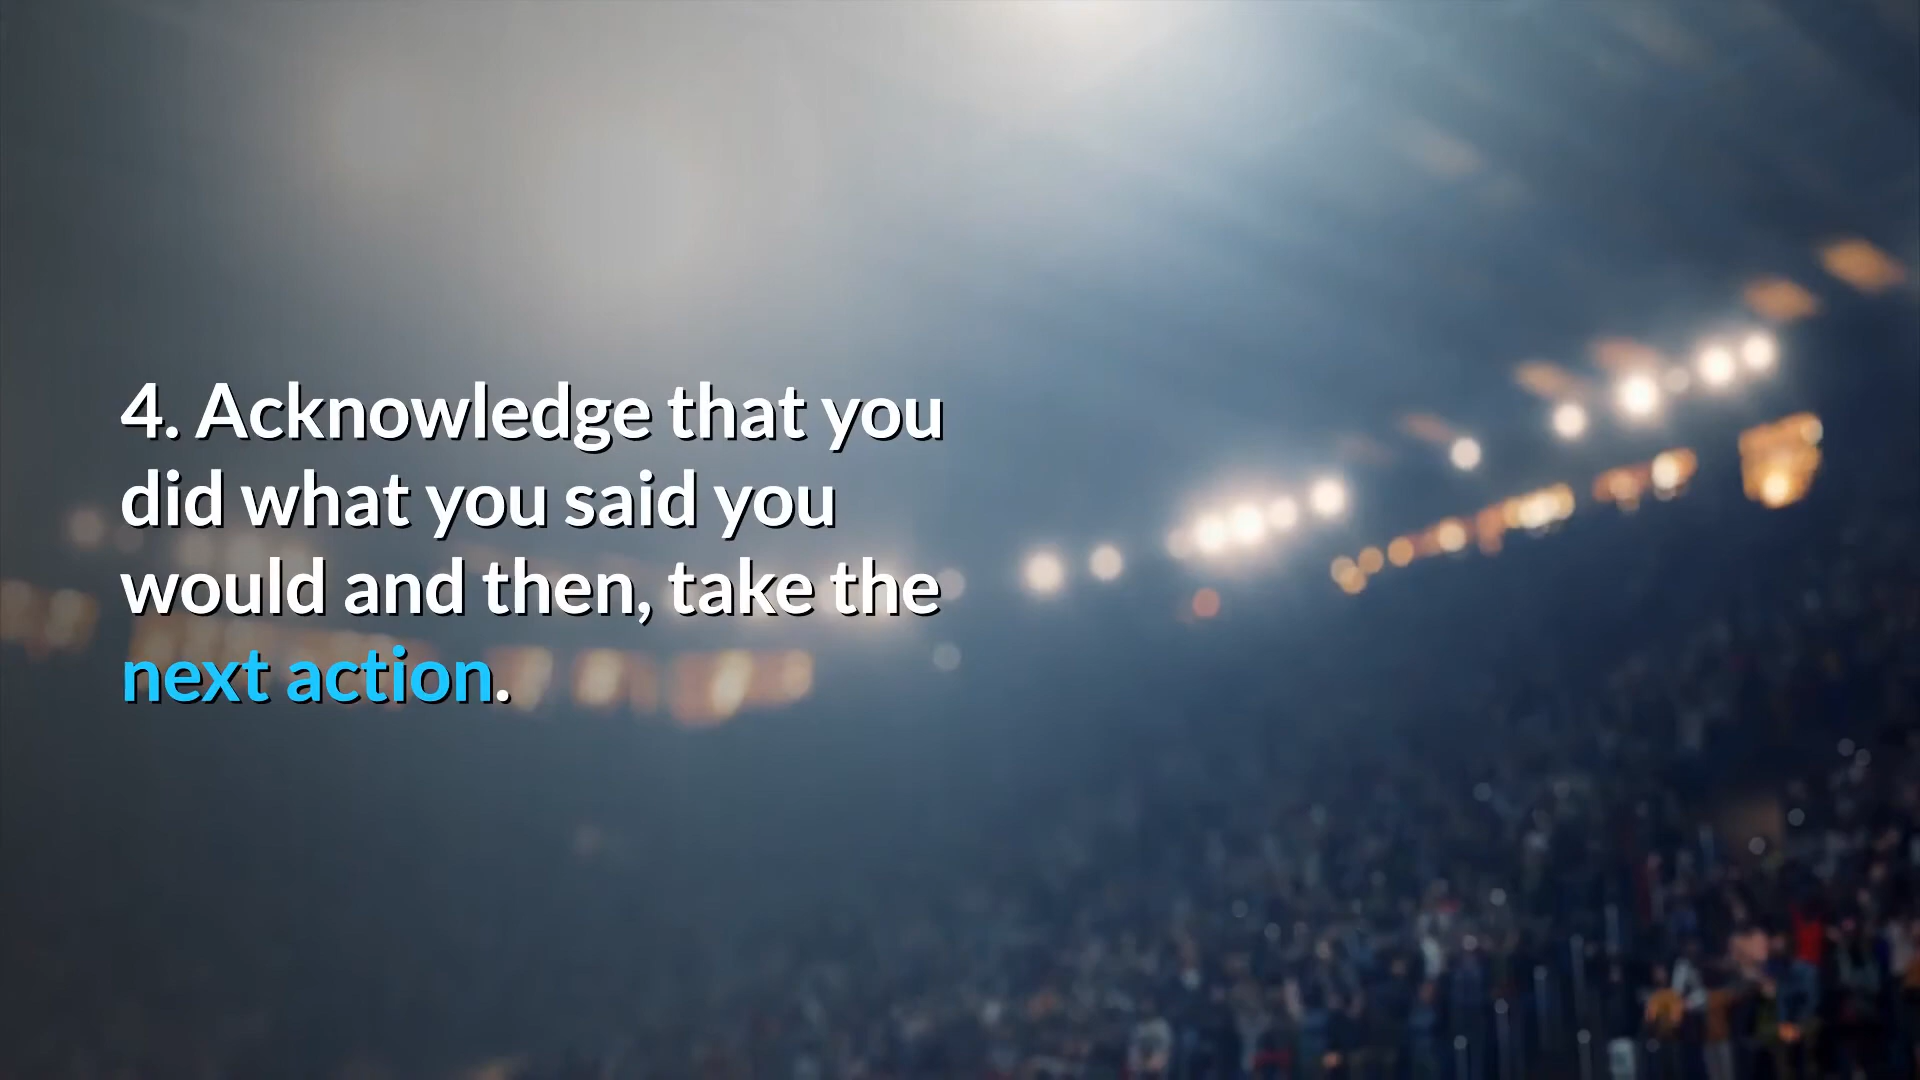 4. Acknowledge that you
did what you said you
would and then, take the
next action.